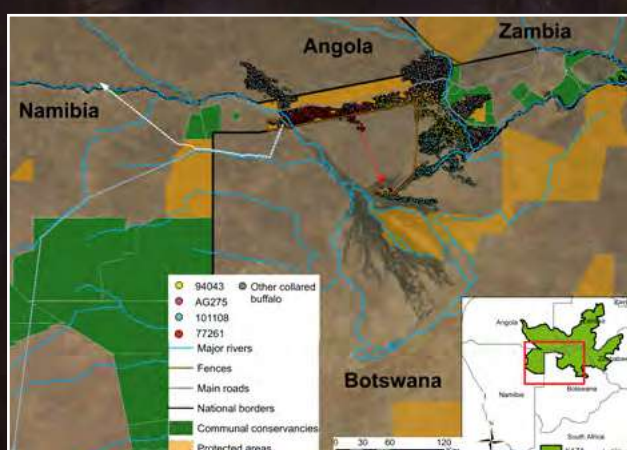 Angola
Zambia
Namibia
Botswana
94043
Other collared
buffalo
AG275
101108
77261
Major rivers
Fences
Main roads
National borders
Communal conservancies
Protected areas
0 30 60 120
Angola
Namibia
Botswana
South Africa
N